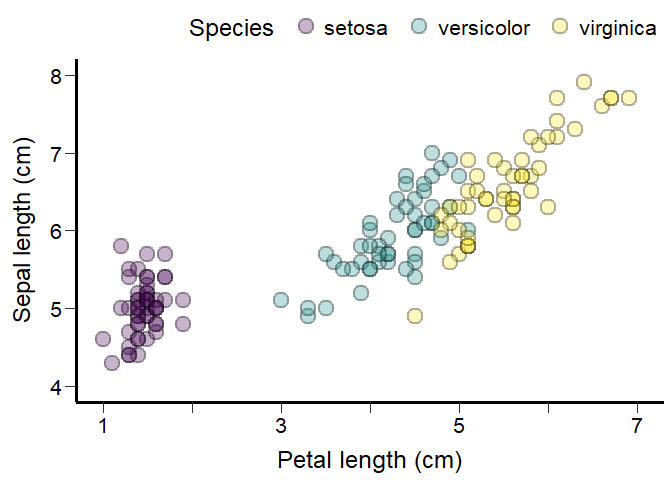 Species setosa versicolor virginica
Sepal length (cm)
8
7
6
5
4
1 3 5 7
Petal length (cm)